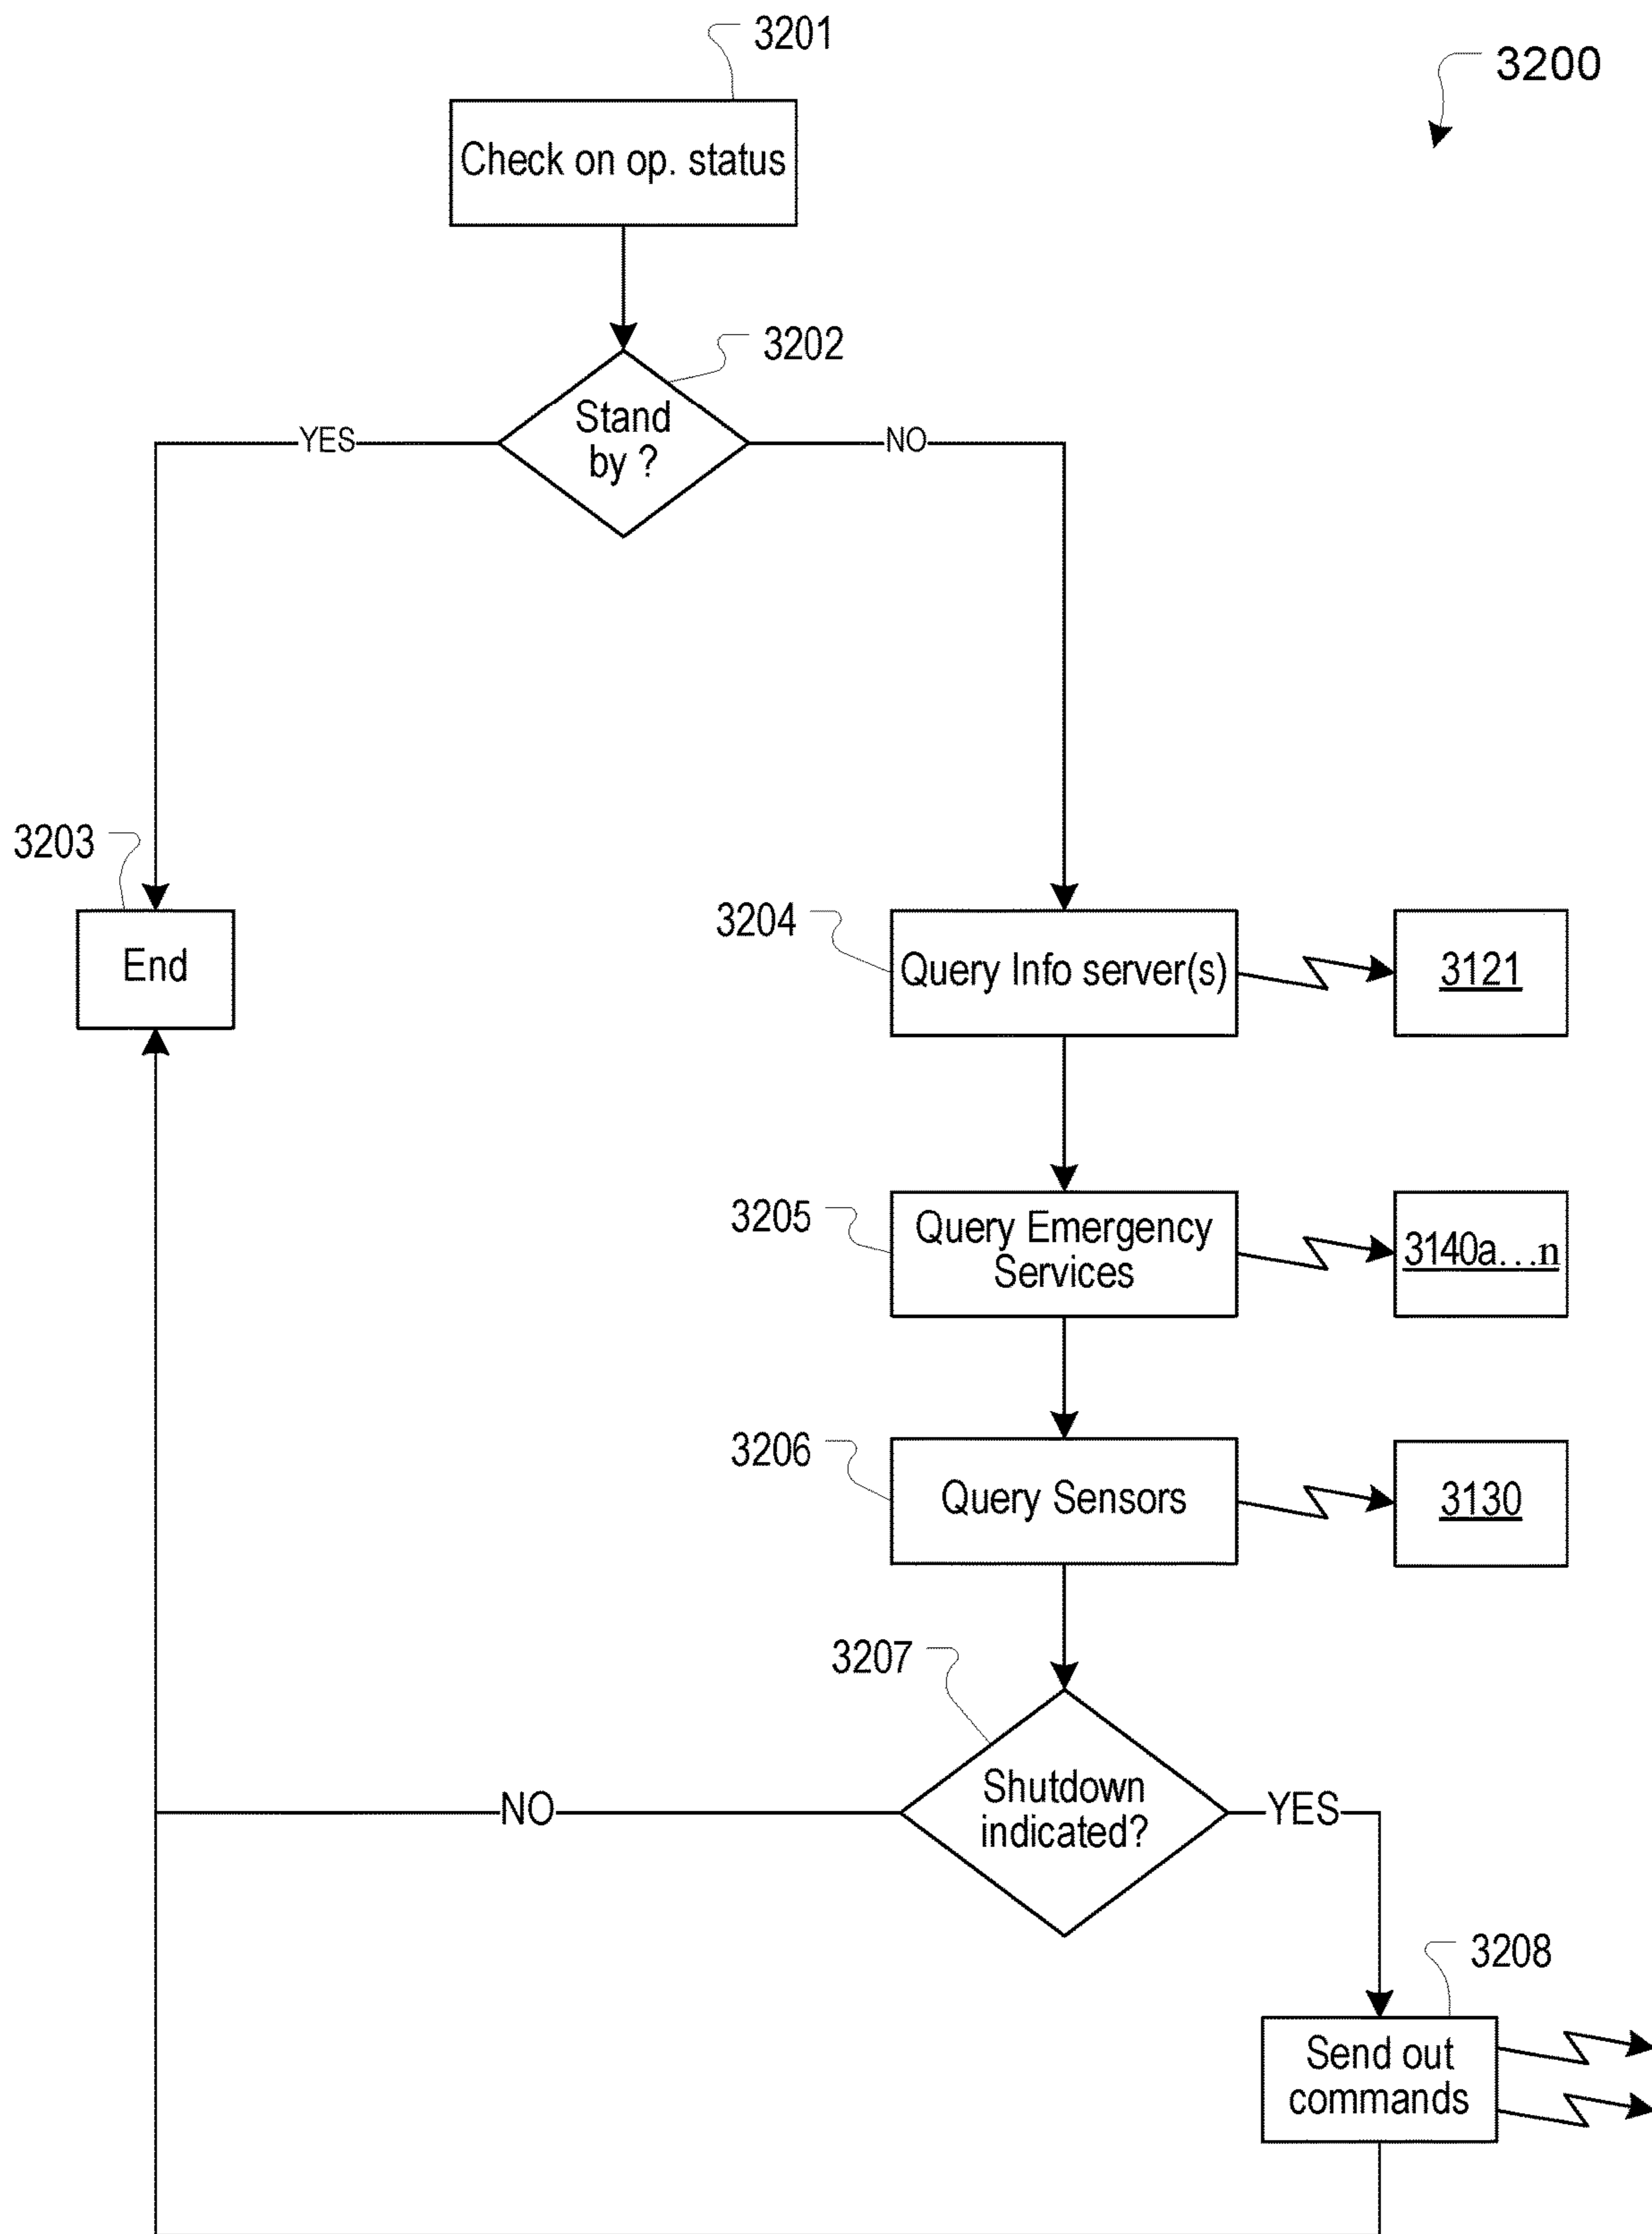 3201
3200
Check on op. status
3202
Stand
by ?
YES
NO
3203
End
3204
Query Info server(s)
3121
3205
Query Emergency
Services
3140a...n
3206
Query Sensors
3130
3207
Shutdown
indicated?
NO
YES
3208
Send out
commands